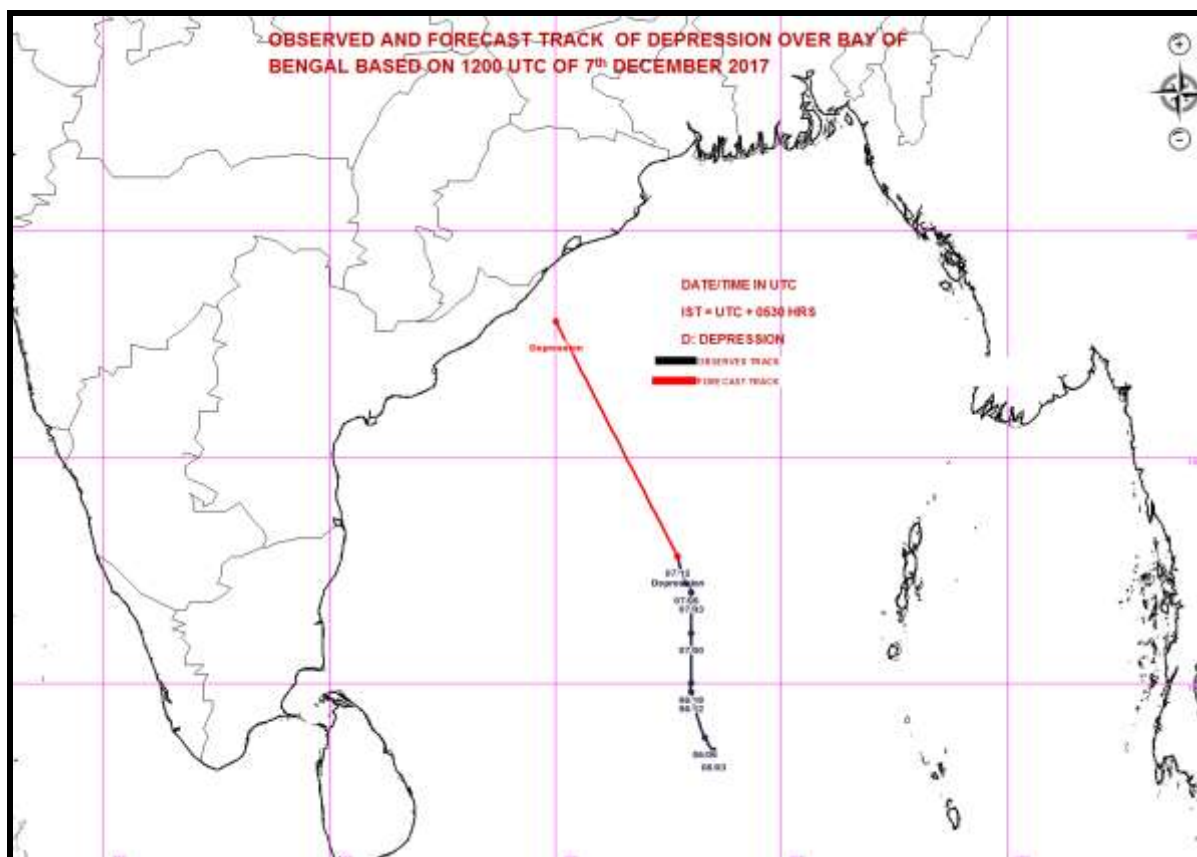 OBSERVED AND FORECAST TRACK OF DEPRESSION OVER BAY OF
BENGAL BASED ON 1200 UTC OF 7th DECEMBER 2017
DATE/TIME IN UTC
IST = UTC + 0530 HRS
D: DEPRESSION
OBSERVED TRACK
FORECAST TRACK
Depression
07/12
Depression
07/06
07/03
07/00
06/18
06/12
06/06
06/03